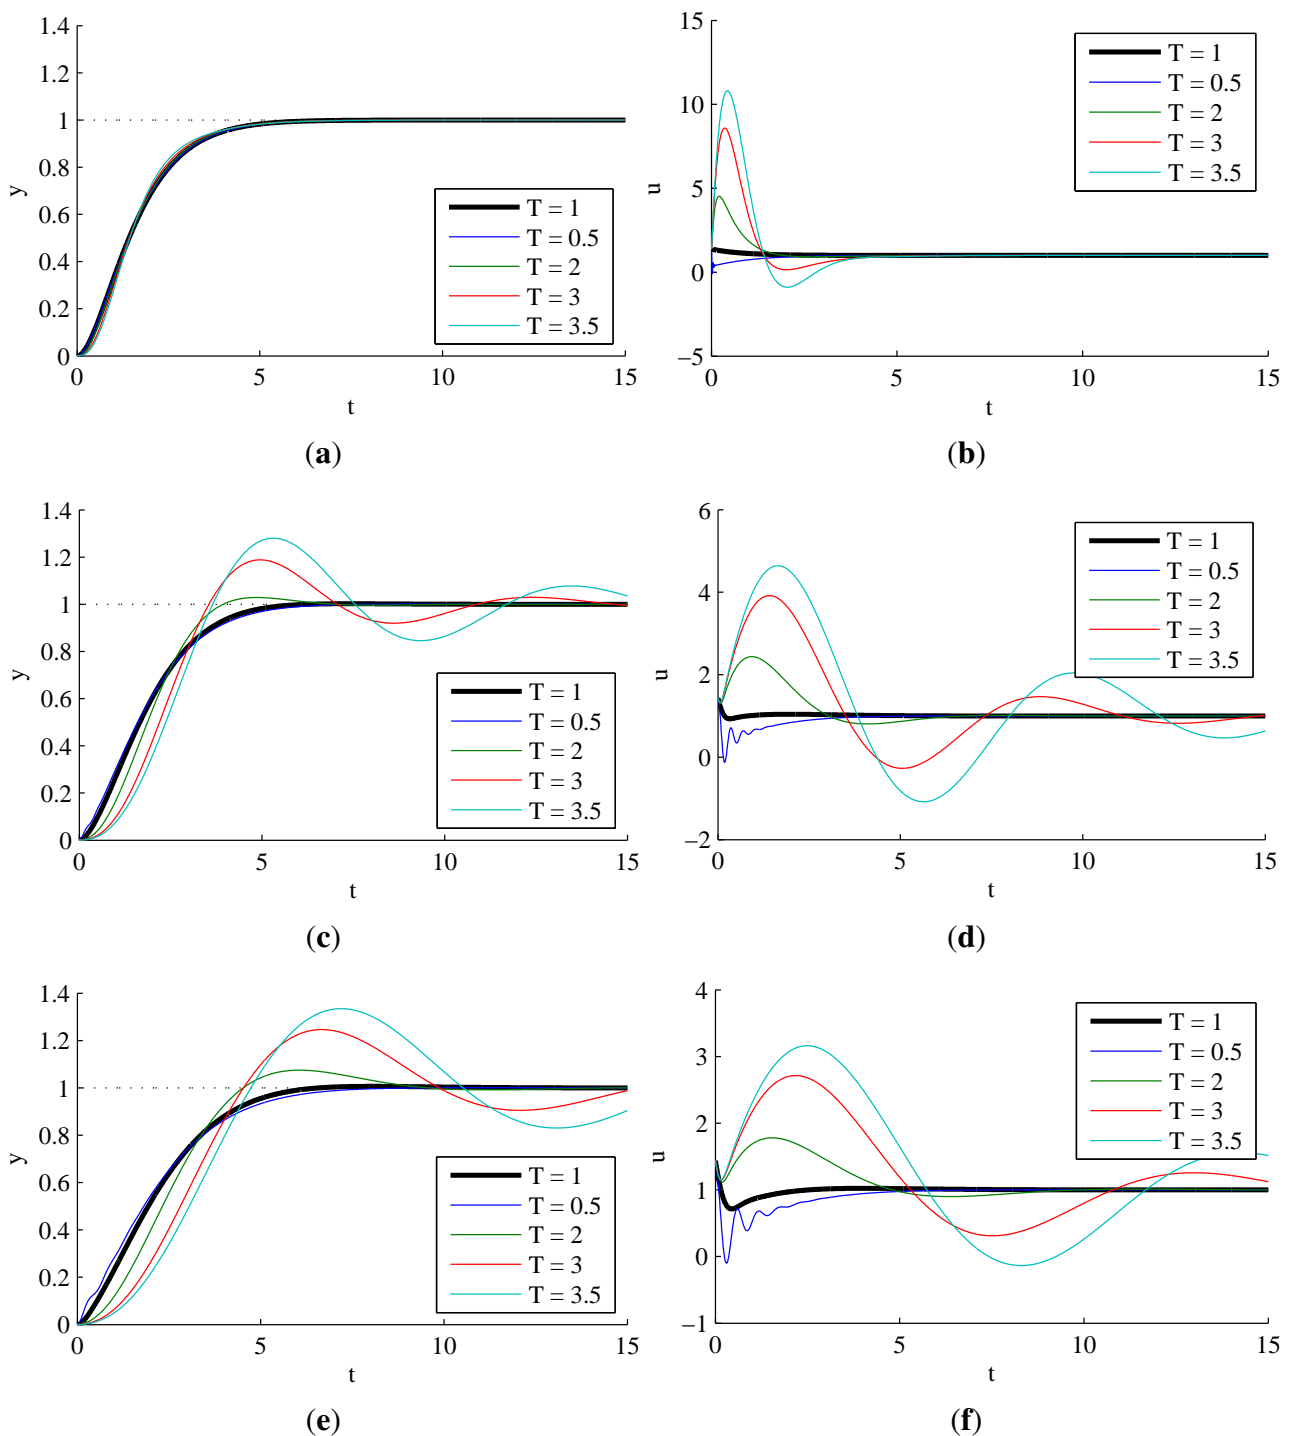 1.4
1.2
1
0.8
0.6
0.4
0.2
0
y
0
5
10
15
t
T = 1
T = 0.5
T = 2
T = 3
T = 3.5
(a)
15
10
5
0
−5
u
0
5
10
15
t
T = 1
T = 0.5
T = 2
T = 3
T = 3.5
(b)
1.4
1.2
1
0.8
0.6
0.4
0.2
0
y
0
5
10
15
t
T = 1
T = 0.5
T = 2
T = 3
T = 3.5
(c)
6
4
2
0
−2
u
0
5
10
15
t
T = 1
T = 0.5
T = 2
T = 3
T = 3.5
(d)
1.4
1.2
1
0.8
0.6
0.4
0.2
0
y
0
5
10
15
t
T = 1
T = 0.5
T = 2
T = 3
T = 3.5
(e)
4
3
2
1
0
−1
u
0
5
10
15
t
T = 1
T = 0.5
T = 2
T = 3
T = 3.5
(f)